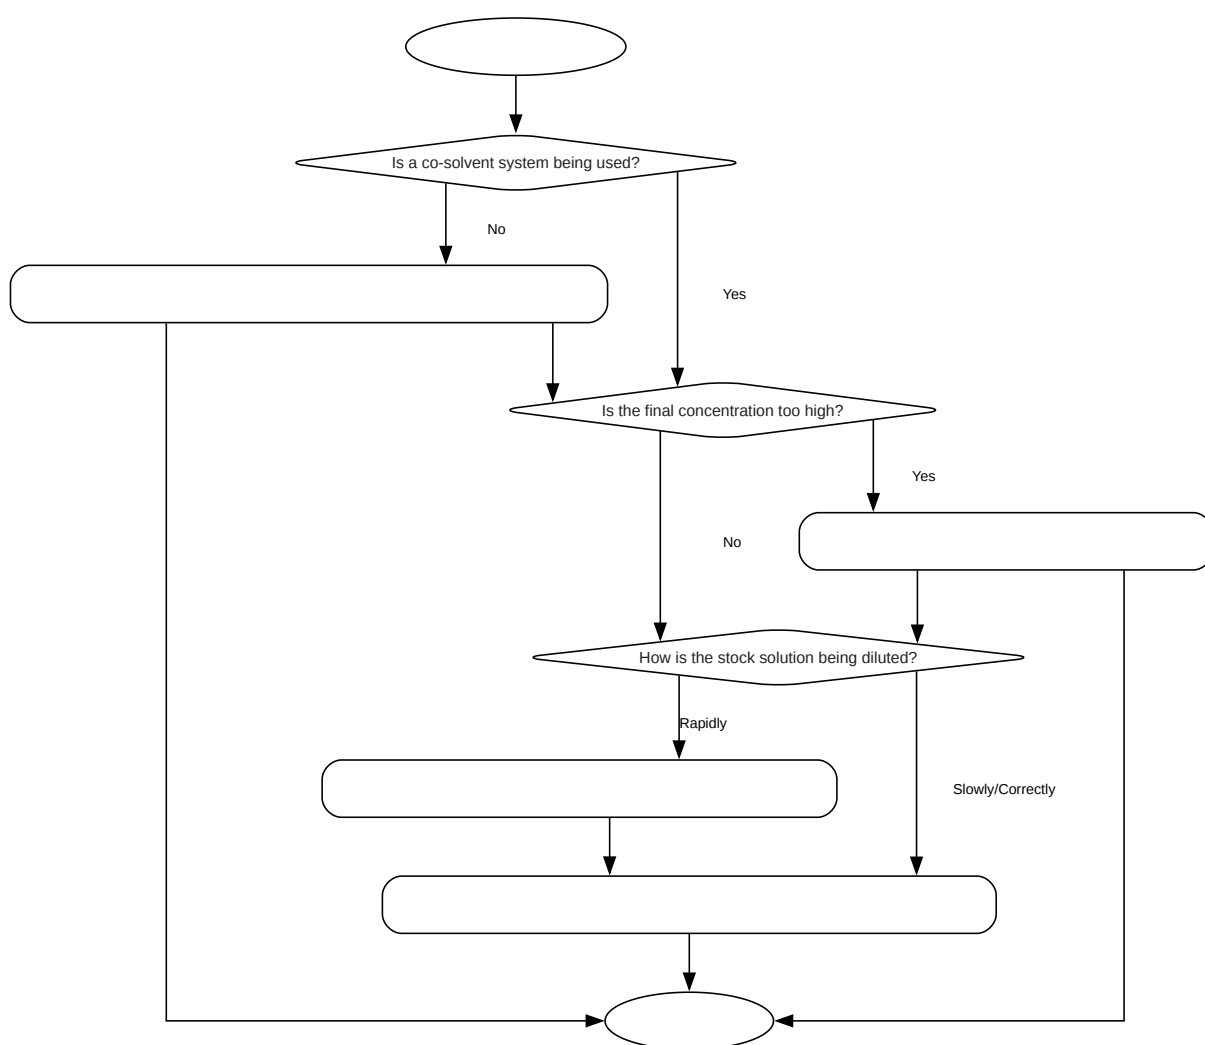 Is a co-solvent system being used?
No
Yes
Is the final concentration too high?
Yes
No
How is the stock solution being diluted?
Rapidly
Slowly/Correctly